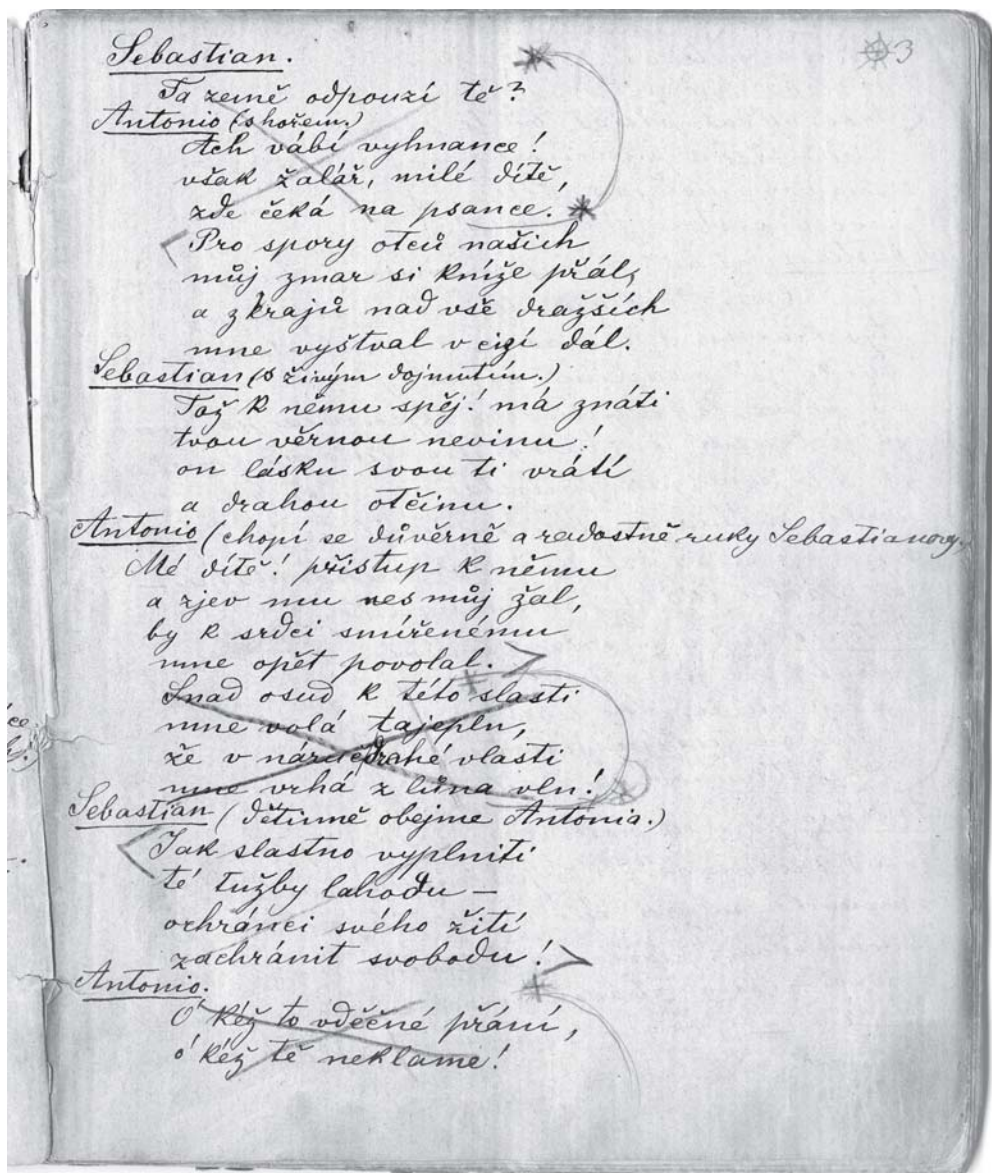 3
Sebastian.
Ta země odpouzí tě?
Antonio (s hořem.)
Ach vábí vyhnance!
však žalář, milé dítě,
zde čeká na psance.
Pro spory otců našich
můj zmar si kníže přál,
a z krajů nad vše dražších
mne vyštval v cizí dál.
Sebastian (s živým dojmutím.)
Tož k němu spěj! má znáti
tvou věrnou nevinu!
on lásku svou ti vrátí
a drahou otčinu.
Antonio (chopí se důvěrně a radostně ruky Sebastianovy.
Mé dítě! přistup k němu
a zjev mu nes můj žal,
by k srdci smířenému
mne opět povolal.
Snad osud k této slasti
mne volá tajepln,
že v náruč drahé vlasti
mne vrhá z lůna vln!
Sebastian (dětinně obejme Antonia.)
Jak slastno vyplniti
té tužby lahodu –
ochránci svého žití
zachránit svobodu!
Antonio.
Ó kéž to vděčné přání,
ó kéž tě neklame!